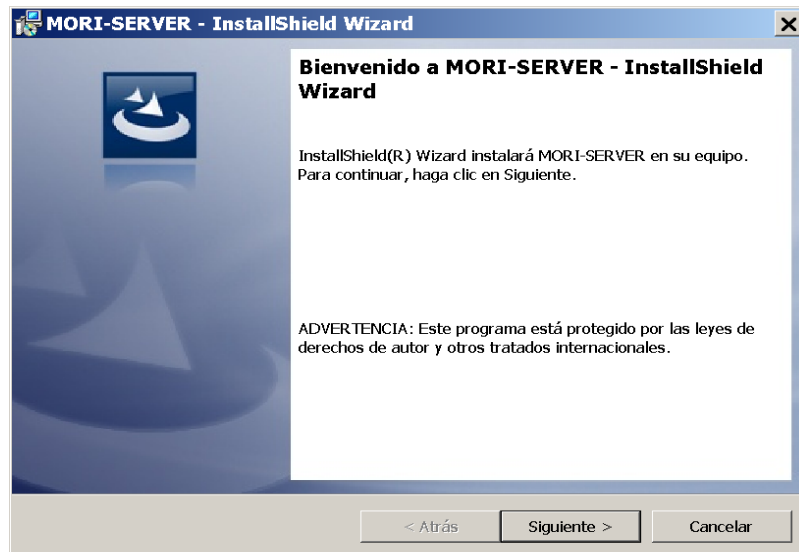 MORI-SERVER - InstallShield Wizard
Bienvenido a MORI-SERVER - InstallShield
Wizard
InstallShield(R) Wizard instalará MORI-SERVER en su equipo.
Para continuar, haga clic en Siguiente.
ADVERTENCIA: Este programa está protegido por las leyes de
derechos de autor y otros tratados internacionales.
< Atrás
Siguiente >
Cancelar